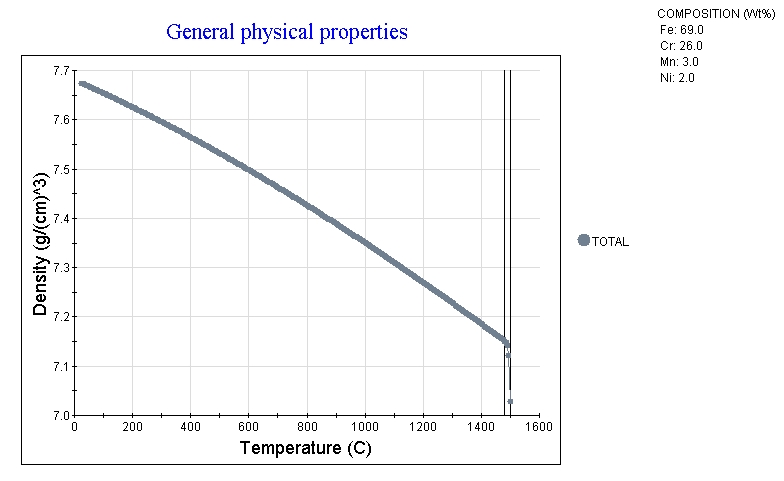 General physical properties
COMPOSITION (Wt%)
Fe: 69.0
Cr: 26.0
Mn: 3.0
Ni: 2.0
7.7
7.6
7.5
7.4
7.3
7.2
7.1
7.0
Density (g/(cm)^3)
0 200 400 600 800 1000 1200 1400 1600
Temperature (C)
TOTAL